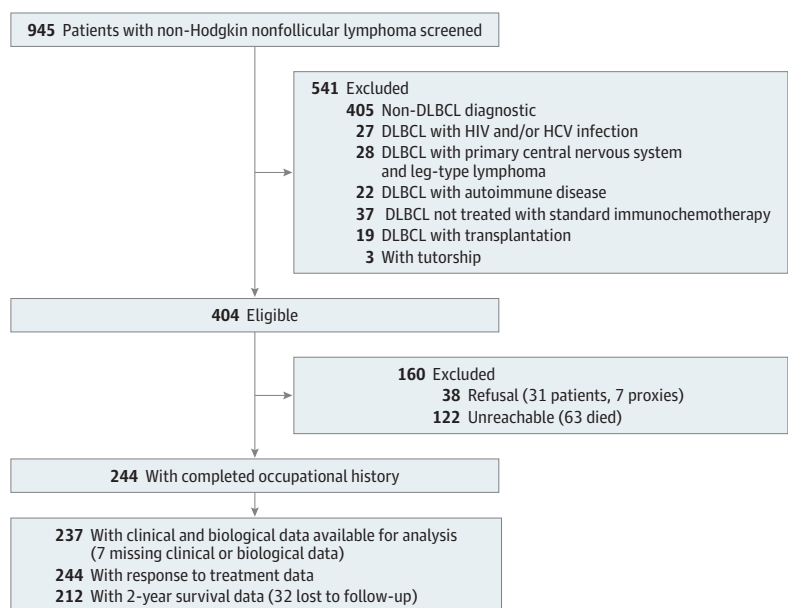 945 Patients with non-Hodgkin nonfollicular lymphoma screened
541 Excluded
405 Non-DLBCL diagnostic
27 DLBCL with HIV and/or HCV infection
28 DLBCL with primary central nervous system
and leg-type lymphoma
22 DLBCL with autoimmune disease
37 DLBCL not treated with standard immunochemotherapy
19 DLBCL with transplantation
3 With tutorship
404 Eligible
160 Excluded
38 Refusal (31 patients, 7 proxies)
122 Unreachable (63 died)
244 With completed occupational history
237 With clinical and biological data available for analysis
(7 missing clinical or biological data)
244 With response to treatment data
212 With 2-year survival data (32 lost to follow-up)